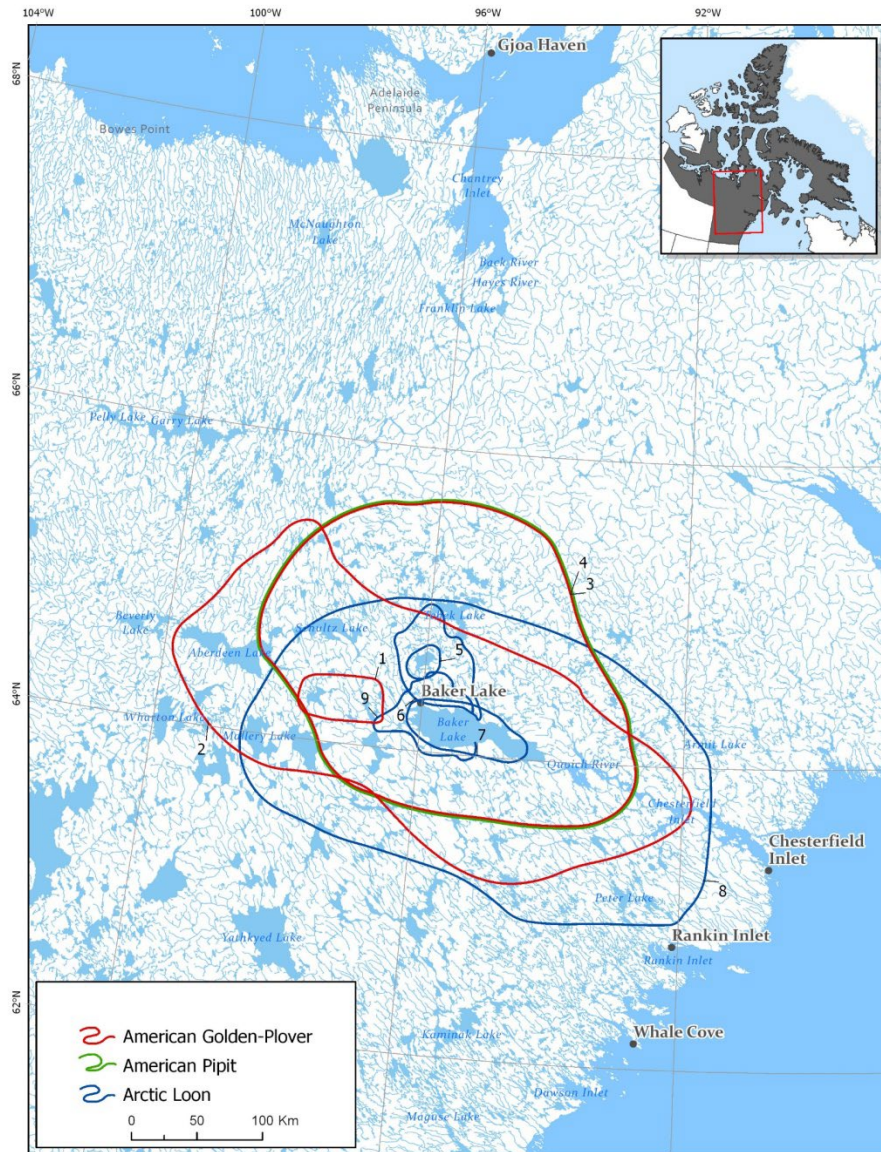 104°W
100°W
96°W
92°W
68°N
66°N
64°N
62°N
Gjoa Haven
Adelaide
Peninsula
Bowes Point
Chantrey
Inlet
McNaughton
Lake
Back River
Hayes River
Franklin Lake
Pelly Lake
Garry Lake
4
3
Beverly
Lake
Schultz Lake
Aberdeen Lake
5
1
9
Baker Lake
6
Baker
Lake
7
Wharton Lake
2
Mallery Lake
Armit Lake
Quoich River
Chesterfield
Inlet
Chesterfield
Inlet
8
Peter Lake
Rankin Inlet
Rankin Inlet
Yathkyed Lake
Whale Cove
Kaminak Lake
Dawson Inlet
Maguse Lake
American Golden-Plover
American Pipit
Arctic Loon
0 50 100 Km